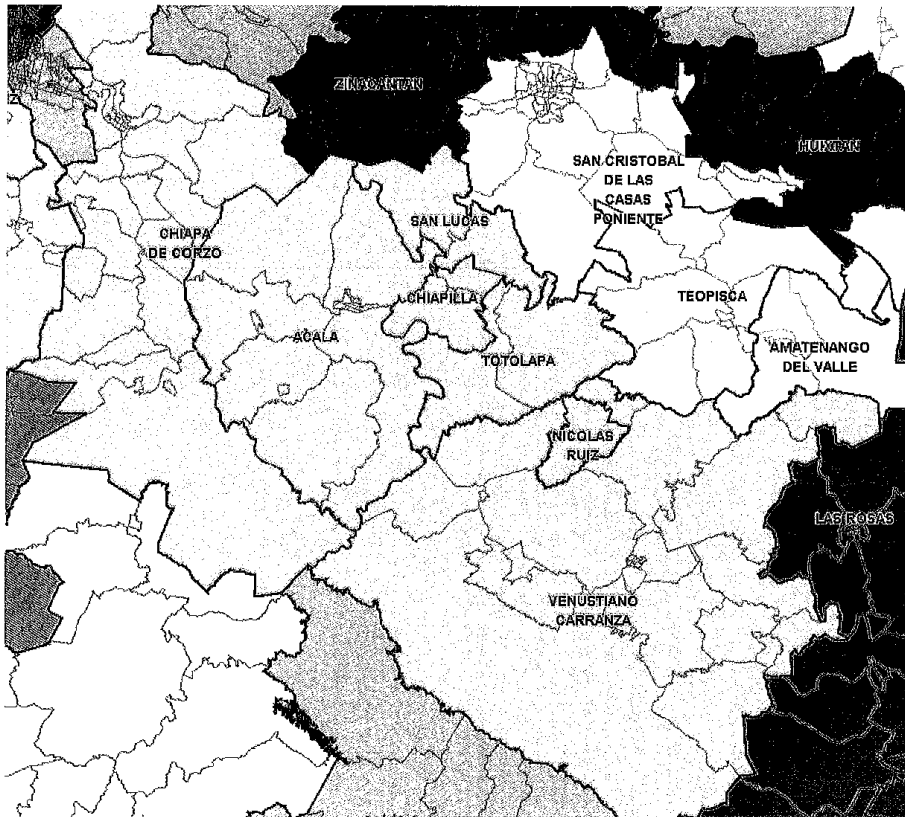 ZINACANTAN
HUIXTAN
SAN CRISTOBAL
DE LAS
CASAS
PONIENTE
SAN LUCAS
CHIAPA
DE CORZO
CHIAPILLA
TEOPISCA
ACALA
TOTOLAPA
AMATENANGO
DEL VALLE
NICOLAS
RUIZ
LAS ROSAS
VENUSTIANO
CARRANZA